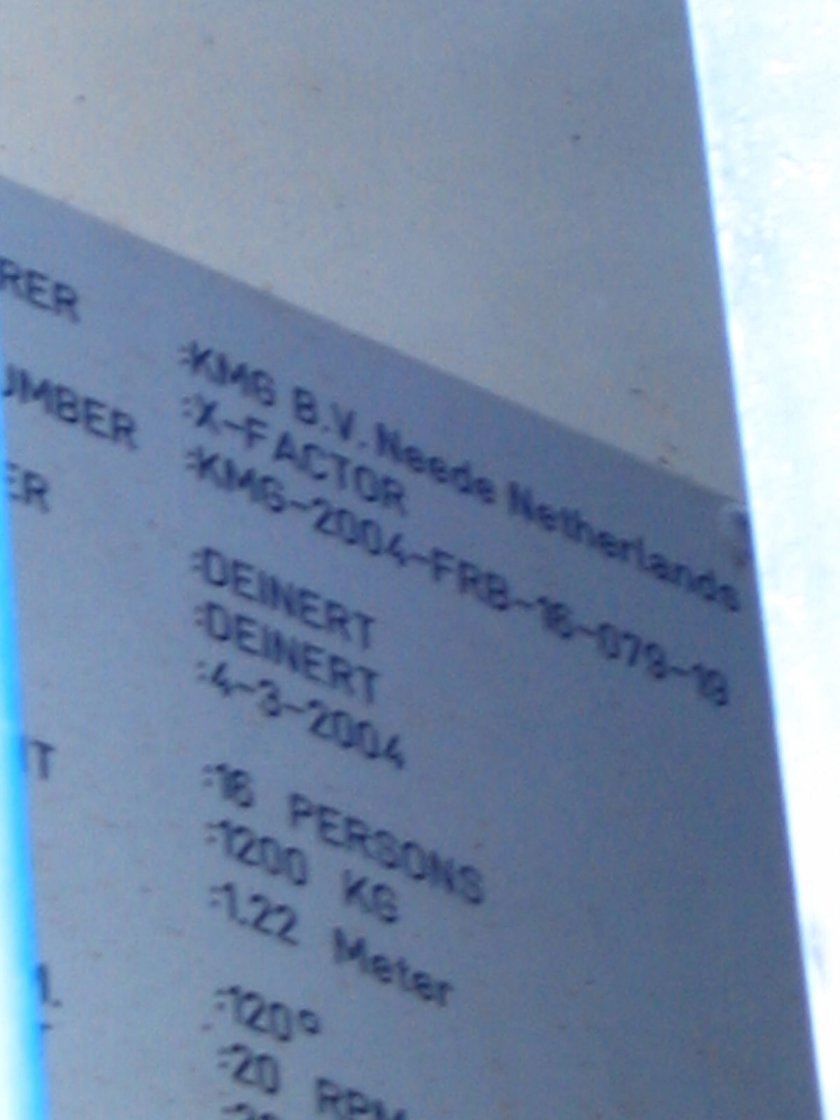 RER :KMG B.V. Neede Netherlands
:X-FACTOR
UMBER :KMG-2004-FRB-16-079-19
ER
:DEINERT
:DEINERT
:4-3-2004
IT :16 PERSONS
:1200 KG
:1.22 Meter
:120°
:20 RPM